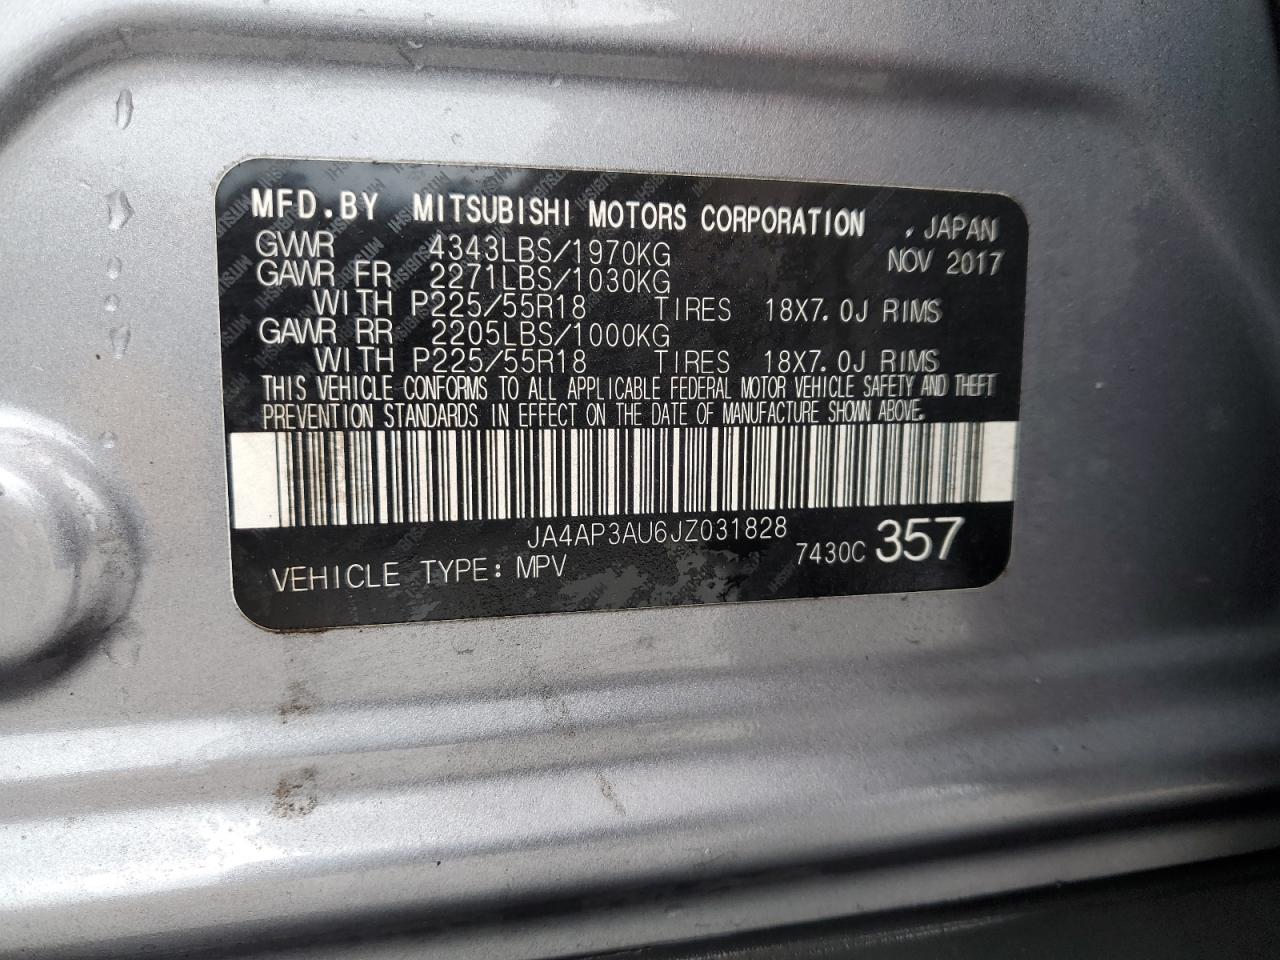 MFD.BY MITSUBISHI MOTORS CORPORATION , JAPAN
GVWR 4343LBS/1970KG NOV 2017
GAWR FR 2271LBS/1030KG
WITH P225/55R18 TIRES 18X7.0J RIMS
GAWR RR 2205LBS/1000KG
WITH P225/55R18 TIRES 18X7.0J RIMS
THIS VEHICLE CONFORMS TO ALL APPLICABLE FEDERAL MOTOR VEHICLE SAFETY AND THEFT
PREVENTION STANDARDS IN EFFECT ON THE DATE OF MANUFACTURE SHOWN ABOVE.
JA4AP3AU6JZ031828
VEHICLE TYPE: MPV 7430C 357